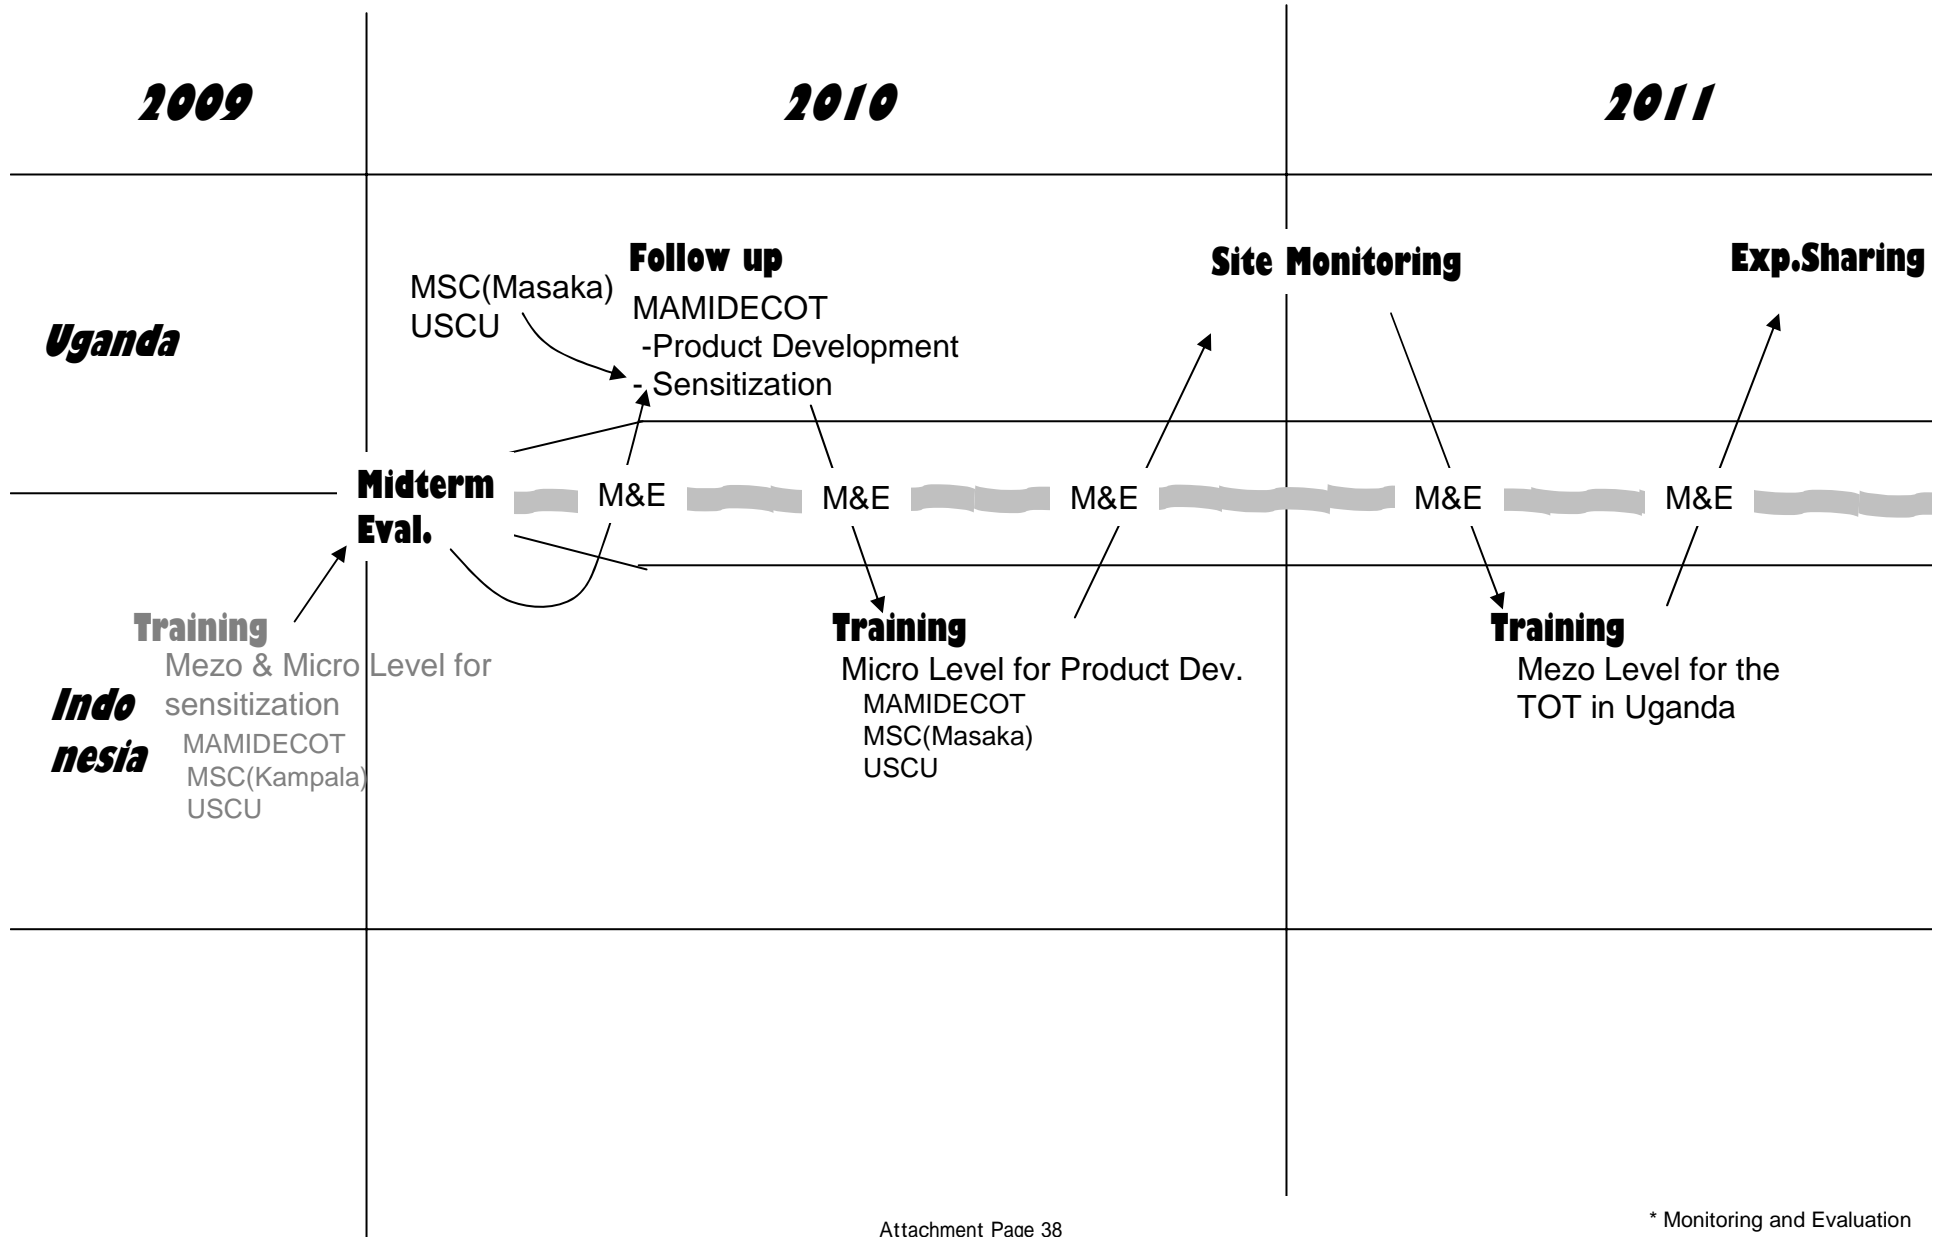 2009
2010
2011
Uganda
MSC(Masaka)
USCU
Follow up
MAMIDECOT
-Product Development
- Sensitization
Site Monitoring
Exp.Sharing
Midterm
Eval.
M&E
M&E
M&E
M&E
M&E
Indo
nesia
Training
Mezo & Micro Level for
sensitization
MAMIDECOT
MSC(Kampala)
USCU
Training
Micro Level for Product Dev.
MAMIDECOT
MSC(Masaka)
USCU
Training
Mezo Level for the
TOT in Uganda
Attachment Page 38
* Monitoring and Evaluation